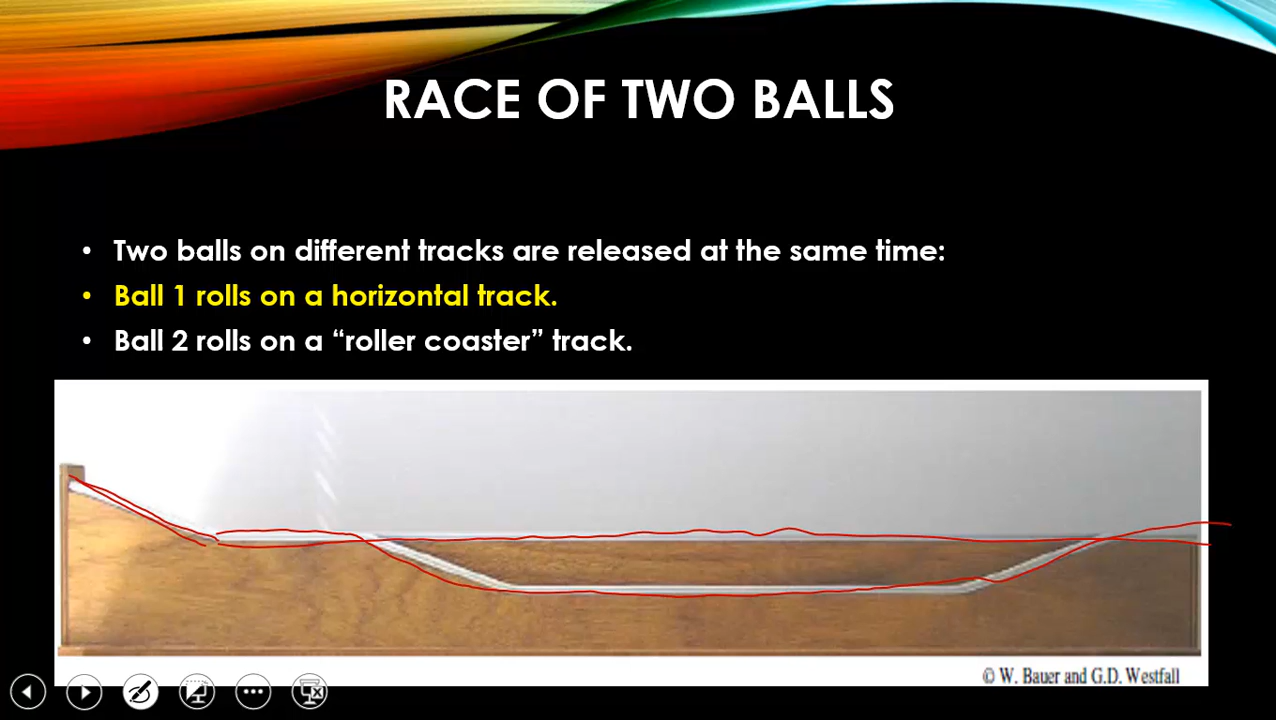 RACE OF TWO BALLS
• Two balls on different tracks are released at the same time:
• Ball 1 rolls on a horizontal track.
• Ball 2 rolls on a “roller coaster” track.
© W. Bauer and G.D. Westfall